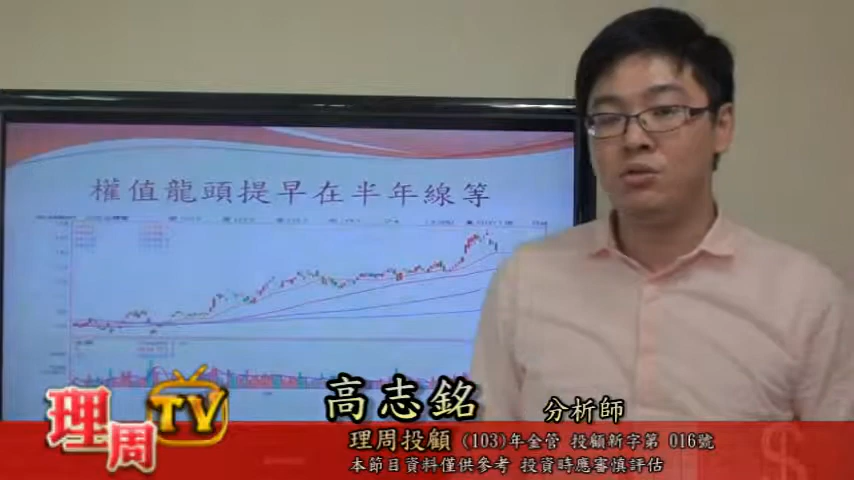 權值龍頭提早在半年線等
理周TV
高志銘 分析師
理周投顧 (103)年金管 投顧新字第 016號
本節目資料僅供參考 投資時應審慎評估